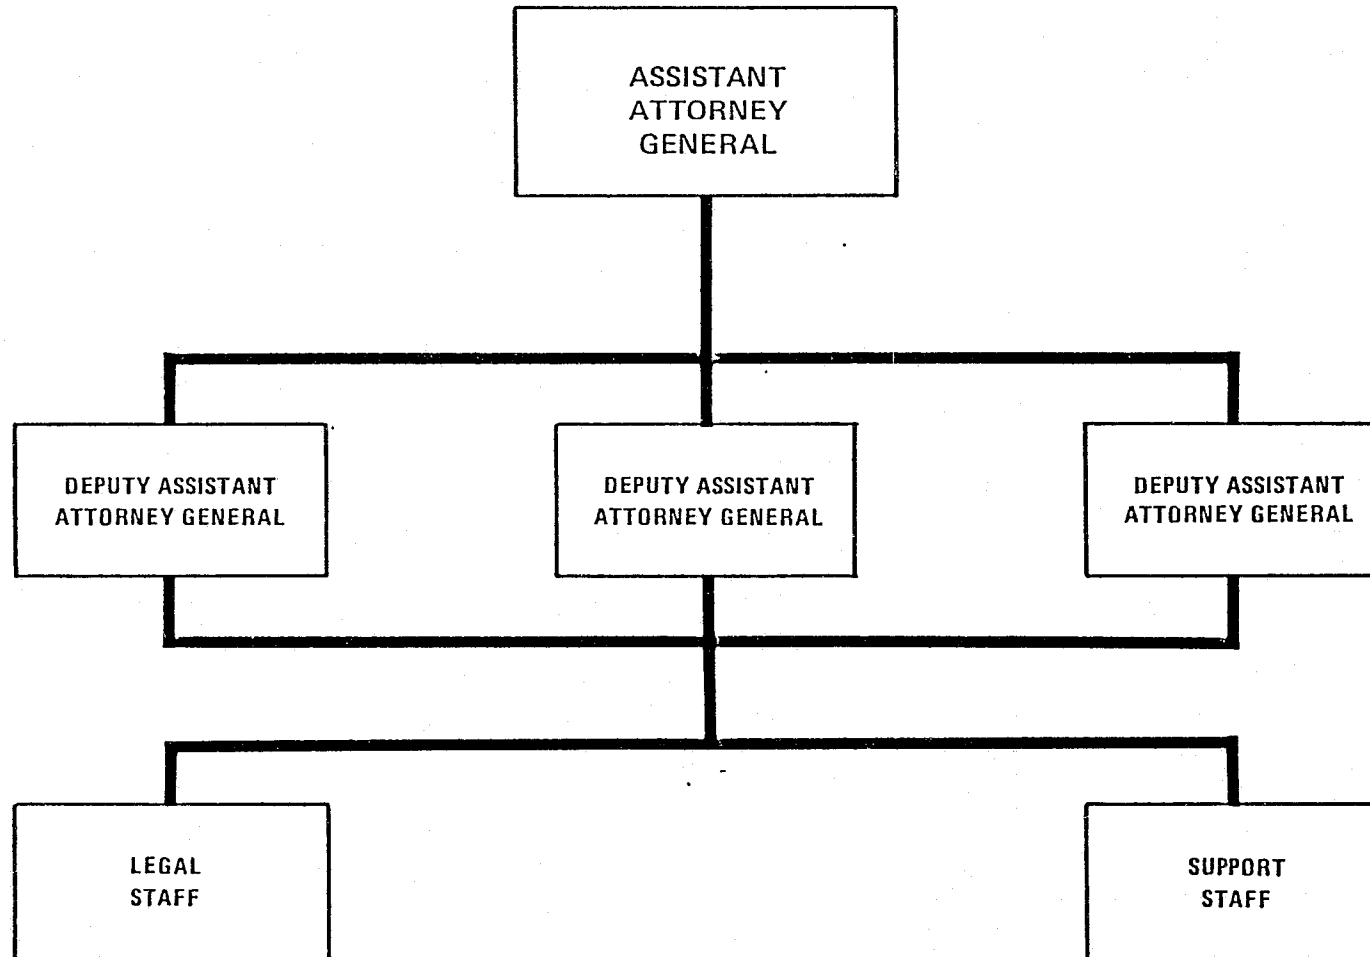 ASSISTANT
ATTORNEY
GENERAL
DEPUTY ASSISTANT
ATTORNEY GENERAL
DEPUTY ASSISTANT
ATTORNEY GENERAL
DEPUTY ASSISTANT
ATTORNEY GENERAL
LEGAL
STAFF
SUPPORT
STAFF